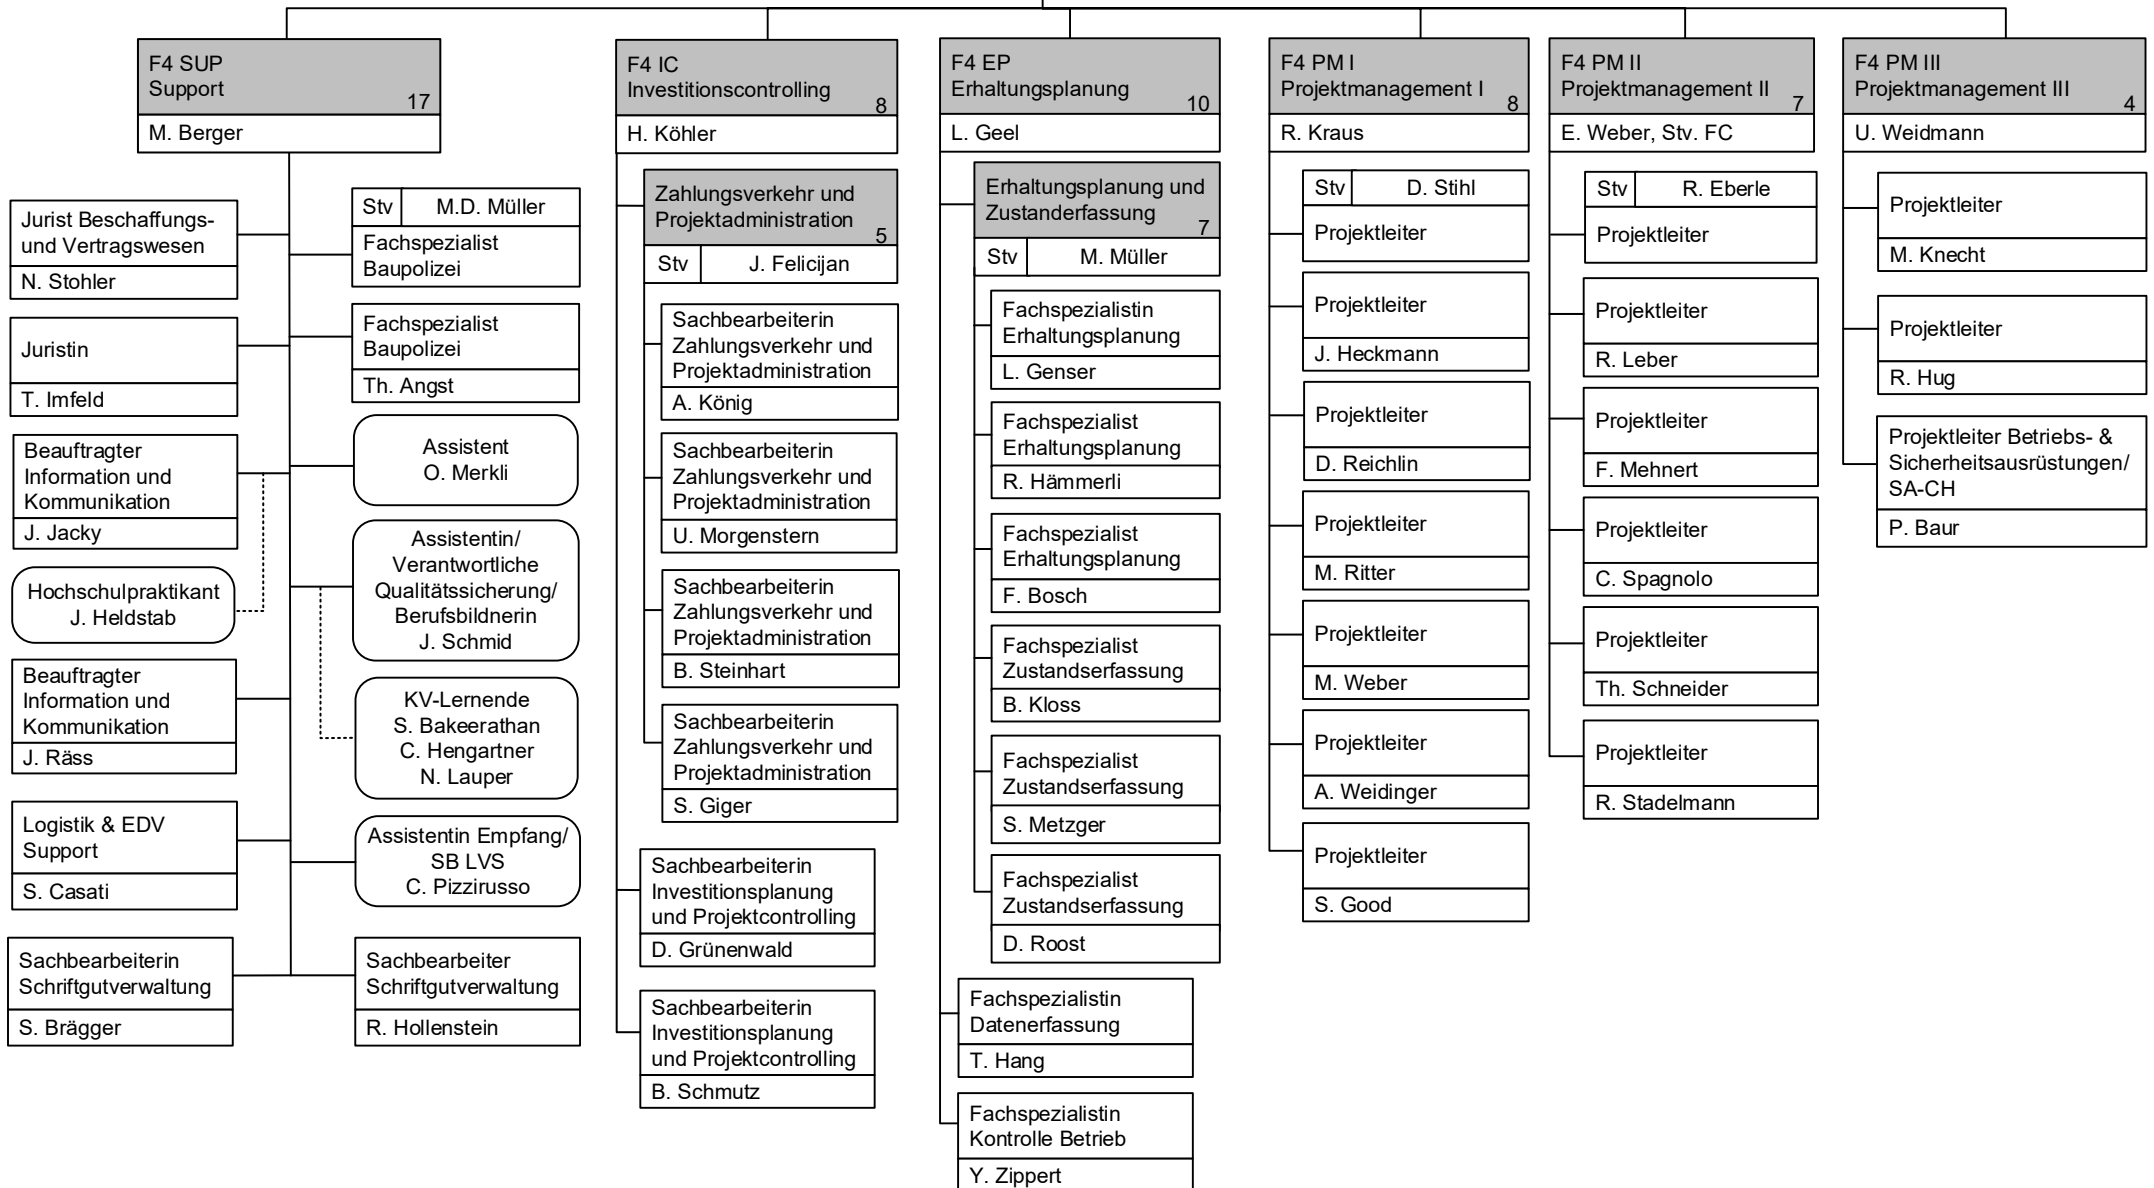 F4 SUP
Support
17
M. Berger
Jurist Beschaffungs-
und Vertragswesen
N. Stohler
Juristin
T. Imfeld
Beauftragter
Information und
Kommunikation
J. Jacky
Hochschulpraktikant
J. Heldstab
Beauftragter
Information und
Kommunikation
J. Räss
Logistik & EDV
Support
S. Casati
Sachbearbeiterin
Schriftgutverwaltung
S. Brägger
Stv
M.D. Müller
Fachspezialist
Baupolizei
Fachspezialist
Baupolizei
Th. Angst
Assistent
O. Merkli
Assistentin/
Verantwortliche
Qualitätssicherung/
Berufsbildnerin
J. Schmid
KV-Lernende
S. Bakeerathan
C. Hengartner
N. Lauper
Assistentin Empfang/
SB LVS
C. Pizzirusso
Sachbearbeiter
Schriftgutverwaltung
R. Hollenstein
F4 IC
Investitionscontrolling
8
H. Köhler
Zahlungsverkehr und
Projektadministration
5
Stv
J. Felicijan
Sachbearbeiterin
Zahlungsverkehr und
Projektadministration
A. König
Sachbearbeiterin
Zahlungsverkehr und
Projektadministration
U. Morgenstern
Sachbearbeiterin
Zahlungsverkehr und
Projektadministration
B. Steinhart
Sachbearbeiterin
Zahlungsverkehr und
Projektadministration
S. Giger
Sachbearbeiterin
Investitionsplanung
und Projektcontrolling
D. Grünenwald
Sachbearbeiterin
Investitionsplanung
und Projektcontrolling
B. Schmutz
F4 EP
Erhaltungsplanung
10
L. Geel
Erhaltungsplanung und
Zustanderfassung
7
Stv
M. Müller
Fachspezialistin
Erhaltungsplanung
L. Genser
Fachspezialist
Erhaltungsplanung
R. Hämmerli
Fachspezialist
Erhaltungsplanung
F. Bosch
Fachspezialist
Zustandserfassung
B. Kloss
Fachspezialist
Zustandserfassung
S. Metzger
Fachspezialist
Zustandserfassung
D. Roost
Fachspezialistin
Datenerfassung
T. Hang
Fachspezialistin
Kontrolle Betrieb
Y. Zippert
F4 PM I
Projektmanagement I
8
R. Kraus
Stv
D. Stihl
Projektleiter
Projektleiter
J. Heckmann
Projektleiter
D. Reichlin
Projektleiter
M. Ritter
Projektleiter
M. Weber
Projektleiter
A. Weidinger
Projektleiter
S. Good
F4 PM II
Projektmanagement II
7
E. Weber, Stv. FC
Stv
R. Eberle
Projektleiter
Projektleiter
R. Leber
Projektleiter
F. Mehnert
Projektleiter
C. Spagnolo
Projektleiter
Th. Schneider
Projektleiter
R. Stadelmann
F4 PM III
Projektmanagement III
4
U. Weidmann
Projektleiter
M. Knecht
Projektleiter
R. Hug
Projektleiter Betriebs- &
Sicherheitsausrüstungen/
SA-CH
P. Baur